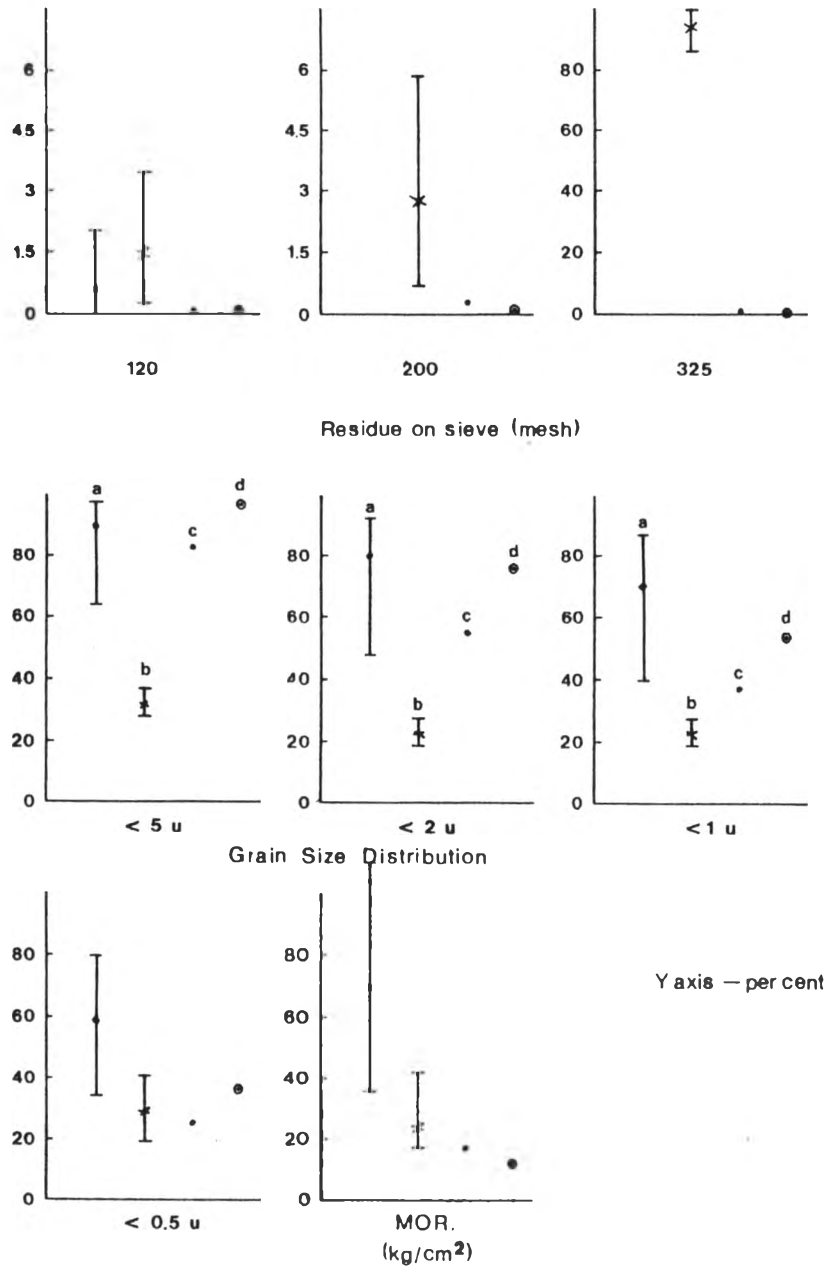 6 6 80
4.5 4.5 60
3 3 40
1.5 1.5 20
0 0 0
120 200 325
Residue on sieve (mesh)
a d a a
c d d
80 80 80
60 60 c 60 c
40 b 40 b 40 b
20 20 20
0 0 0
< 5 u < 2 u < 1 u
Grain Size Distribution
80 80
Y axis — per cent
60 60
40 40
20 20
0 0
< 0.5 u MOR.
(kg/cm²)